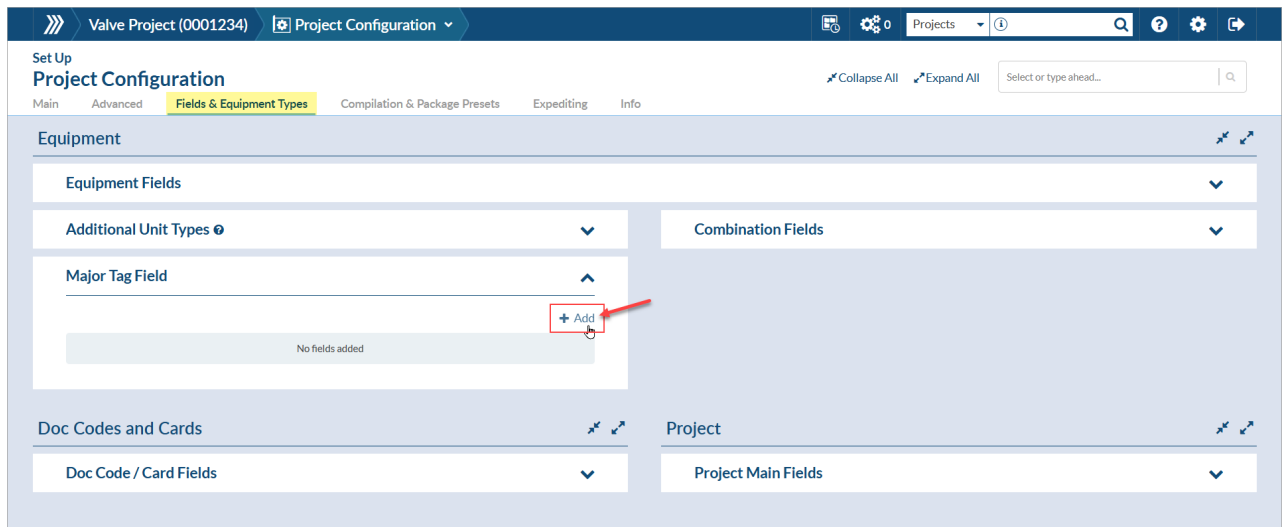 Valve Project (0001234) Project Configuration 0 Projects
Set Up
Project Configuration
Collapse All Expand All Select or type ahead...
Main Advanced Fields & Equipment Types Compilation & Package Presets Expediting Info
Equipment
Equipment Fields
Additional Unit Types
Combination Fields
Major Tag Field
+ Add
No fields added
Doc Codes and Cards
Project
Doc Code / Card Fields
Project Main Fields